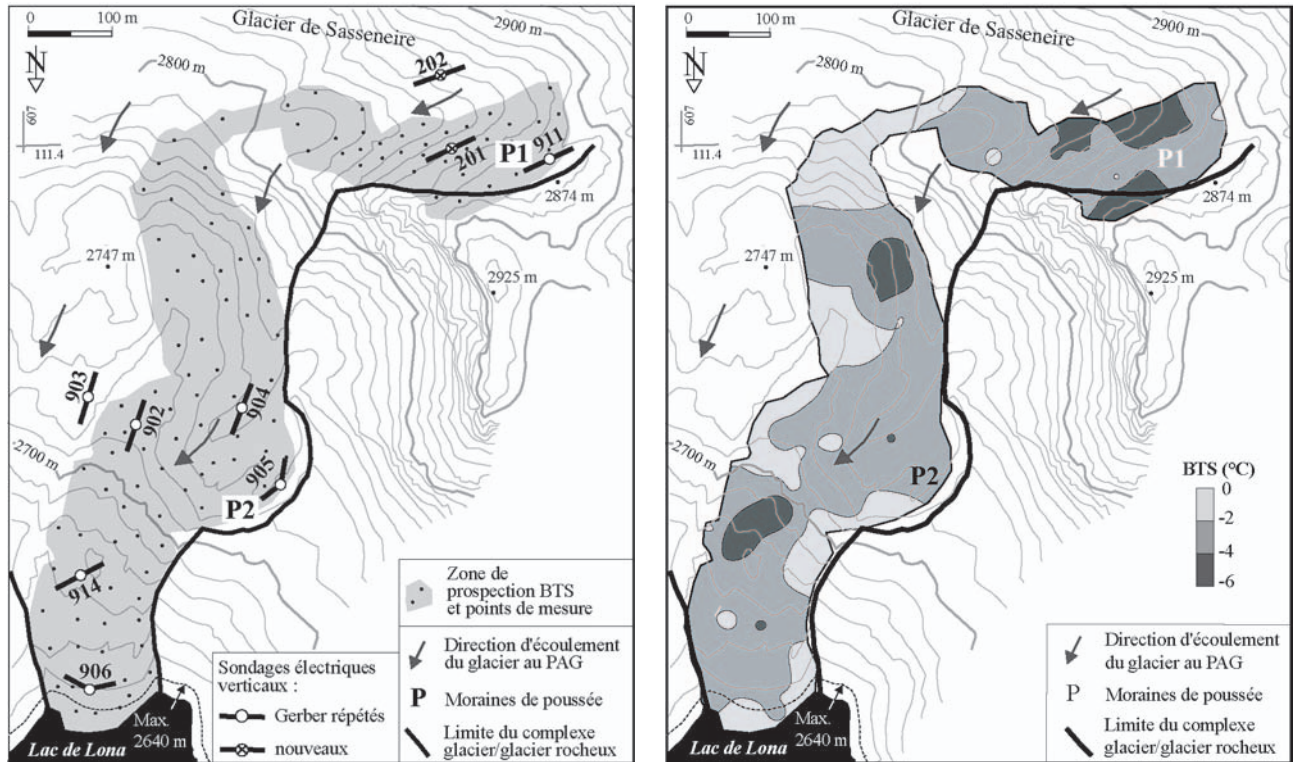 0 100 m
Glacier de Sasseneire
2900 m
N
2800 m
202
607
111.4
201
P1
911
2874 m
2747 m
2925 m
903
902
904
2700 m
905
P2
914
906
Max.
2640 m
Lac de Lona
Zone de
prospection BTS
et points de mesure
Sondages électriques
verticaux :
Gerber répétés
nouveaux
Direction d'écoulement
du glacier au PAG
P Moraines de poussée
Limite du complexe
glacier/glacier rocheux
0 100 m
Glacier de Sasseneire
2900 m
N
2800 m
607
111.4
P1
2874 m
2747 m
2925 m
2700 m
P2
BTS (°C)
0
-2
-4
-6
Max.
2640 m
Lac de Lona
Direction d'écoulement
du glacier au PAG
P Moraines de poussée
Limite du complexe
glacier/glacier rocheux